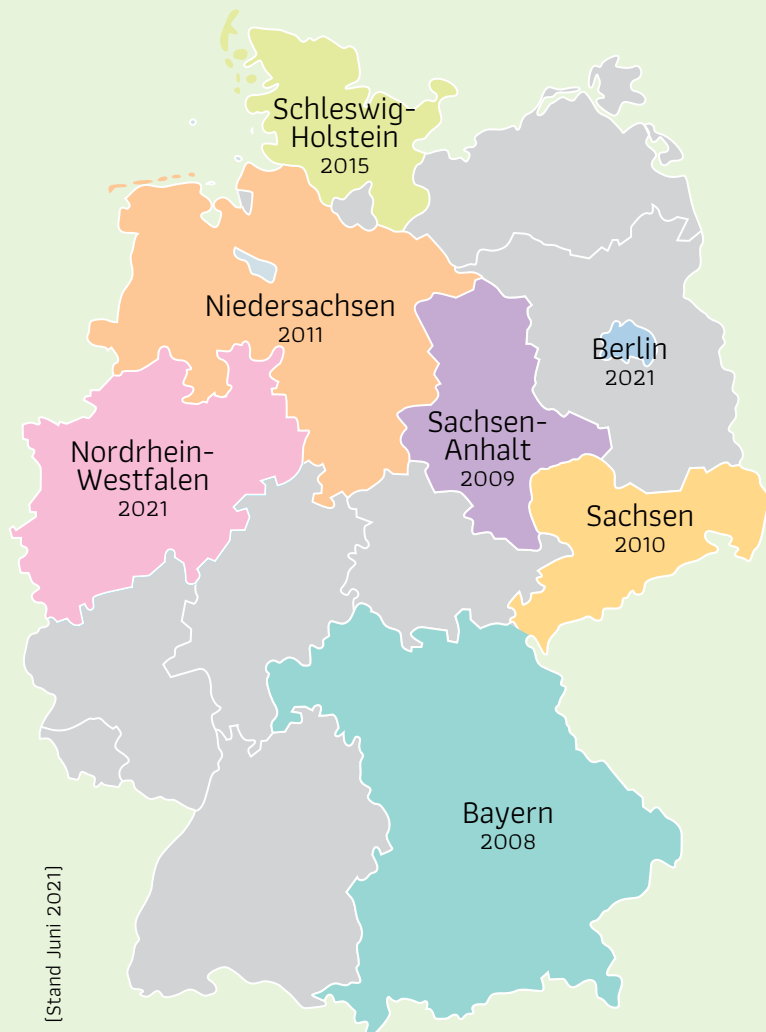 Schleswig-
Holstein
2015
Niedersachsen
2011
Berlin
2021
Sachsen-
Anhalt
2009
Nordrhein-
Westfalen
2021
Sachsen
2010
Bayern
2008
[Stand Juni 2021]